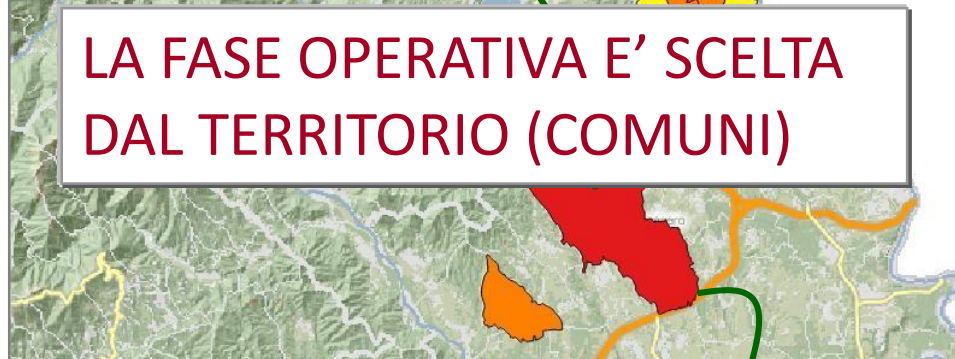 LA FASE OPERATIVA E’ SCELTA
DAL TERRITORIO (COMUNI)